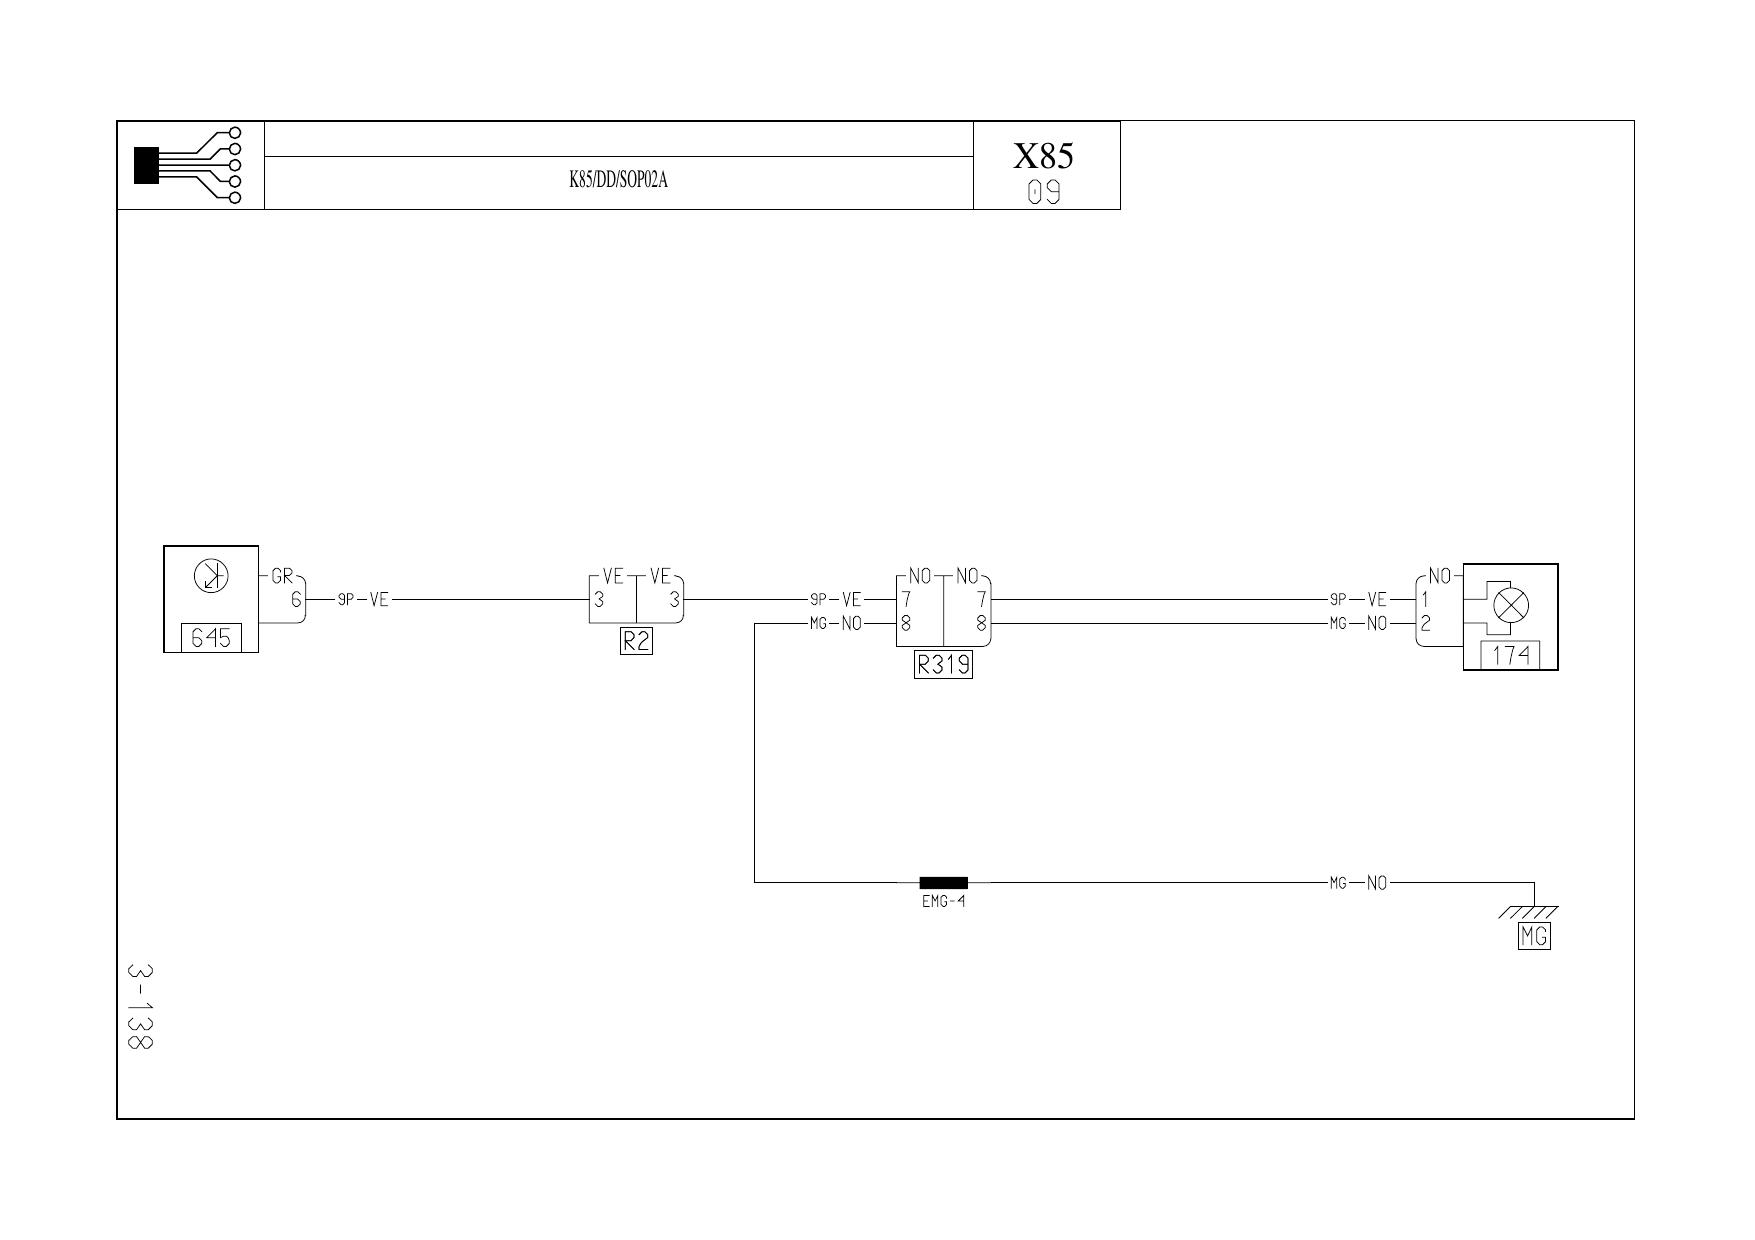 K85/DD/SOP02A
X85
09
GR
6 9P VE
645
VE VE
3 3
R2
9P VE
MG NO
NO NO
7 7
8 8
R319
9P VE
MG NO
NO
1
2
174
EMG-4
MG NO
MG
3-138